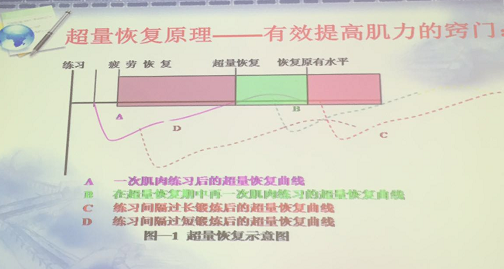 超量恢复原理——有效提高肌力的窍门:
练习 疲劳恢复 超量恢复 恢复原有水平
A
B
D
C
A 一次肌肉练习后的超量恢复曲线
B 在超量恢复期中再一次肌肉练习的超量恢复曲线
C 练习间隔过长锻炼后的超量恢复曲线
D 练习间隔过短锻炼后的超量恢复曲线
图—1 超量恢复示意图